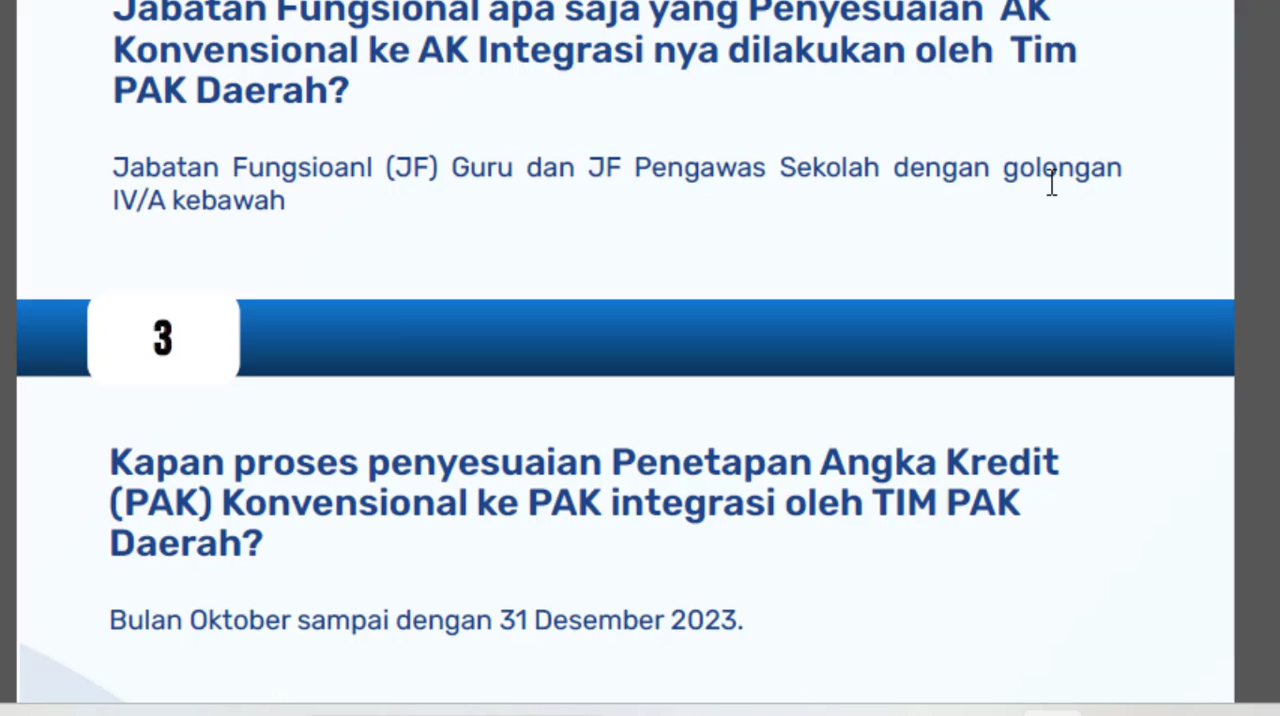 Jabatan Fungsional apa saja yang Penyesuaian AK
Konvensional ke AK Integrasi nya dilakukan oleh Tim
PAK Daerah?
Jabatan Fungsioanl (JF) Guru dan JF Pengawas Sekolah dengan golongan
IV/A kebawah
3
Kapan proses penyesuaian Penetapan Angka Kredit
(PAK) Konvensional ke PAK integrasi oleh TIM PAK
Daerah?
Bulan Oktober sampai dengan 31 Desember 2023.